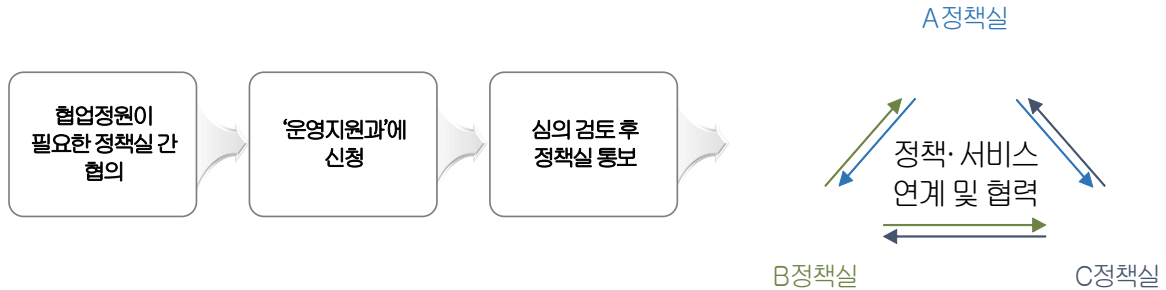 협업정원이
필요한 정책실 간
협의
‘운영지원과’에
신청
심의 검토 후
정책실 통보
A정책실
정책· 서비스
연계 및 협력
B정책실
C정책실